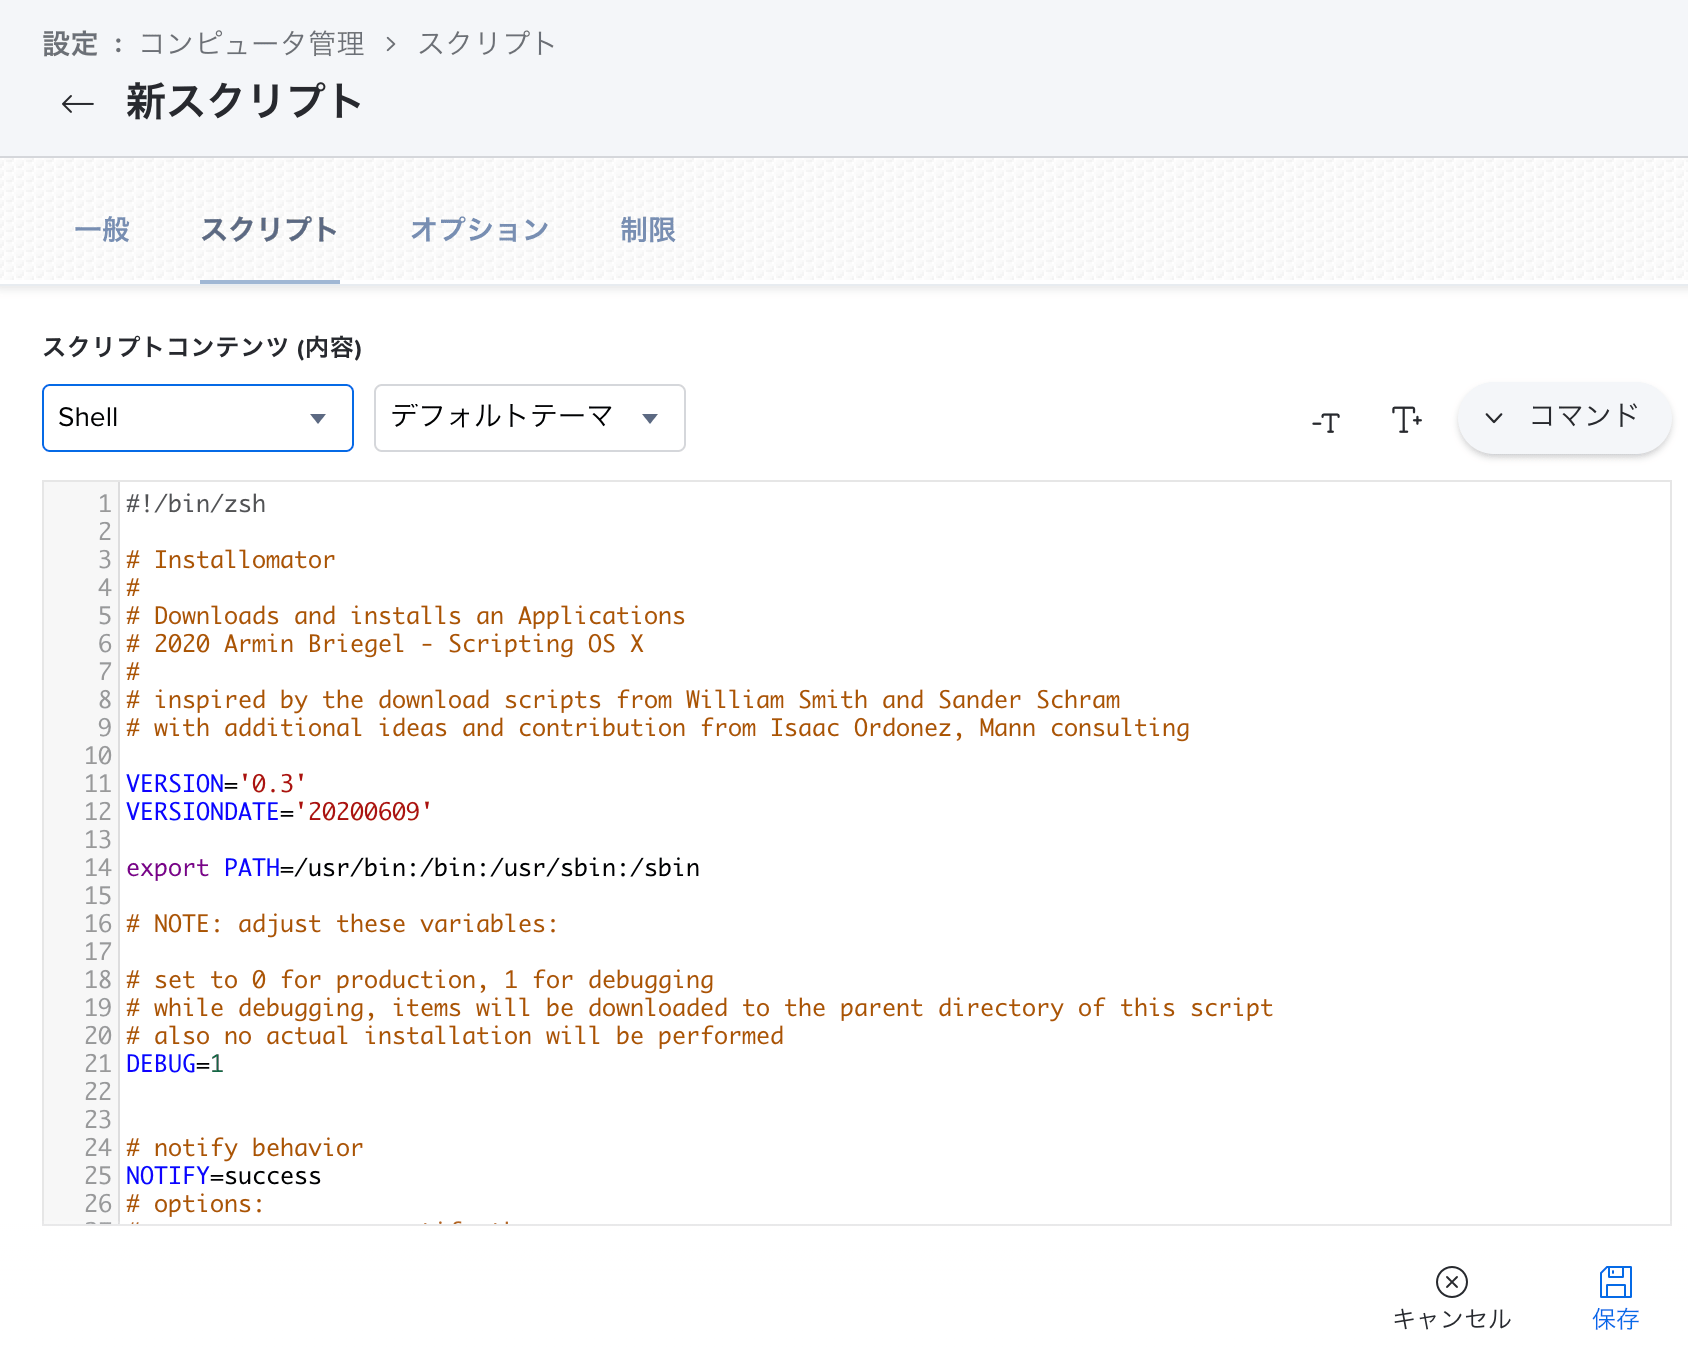 設定 : コンピュータ管理 > スクリプト
← 新スクリプト
一般 スクリプト オプション 制限
スクリプトコンテンツ (内容)
Shell デフォルトテーマ -T T+ コマンド
1 #!/bin/zsh
2
3 # Installomator
4 #
5 # Downloads and installs an Applications
6 # 2020 Armin Briegel - Scripting OS X
7 #
8 # inspired by the download scripts from William Smith and Sander Schram
9 # with additional ideas and contribution from Isaac Ordonez, Mann consulting
10
11 VERSION='0.3'
12 VERSIONDATE='20200609'
13
14 export PATH=/usr/bin:/bin:/usr/sbin:/sbin
15
16 # NOTE: adjust these variables:
17
18 # set to 0 for production, 1 for debugging
19 # while debugging, items will be downloaded to the parent directory of this script
20 # also no actual installation will be performed
21 DEBUG=1
22
23
24 # notify behavior
25 NOTIFY=success
26 # options:
キャンセル 保存